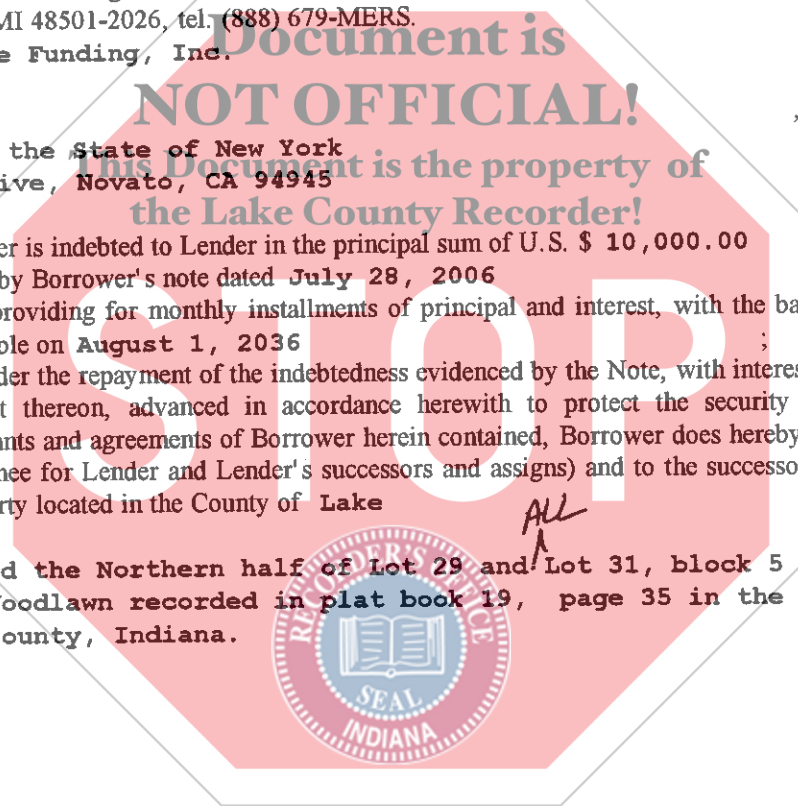 MI 48501-2026, tel. (888) 679-MERS.
Document is
e Funding, Inc.
NOT OFFICIAL!
the State of New York
This Document is the property of
ive, Novato, CA 94945
the Lake County Recorder!
er is indebted to Lender in the principal sum of U.S. $ 10,000.00
by Borrower's note dated July 28, 2006
providing for monthly installments of principal and interest, with the ba
ble on August 1, 2036 ;
der the repayment of the indebtedness evidenced by the Note, with interes
t thereon, advanced in accordance herewith to protect the security
ants and agreements of Borrower herein contained, Borrower does hereby
nee for Lender and Lender's successors and assigns) and to the successo
rty located in the County of Lake
STOP
ALL
d the Northern half of Lot 29 and Lot 31, block 5
Woodlawn recorded in plat book 19, page 35 in the
ounty, Indiana.
RECORDER'S OFFICE
SEAL
INDIANA